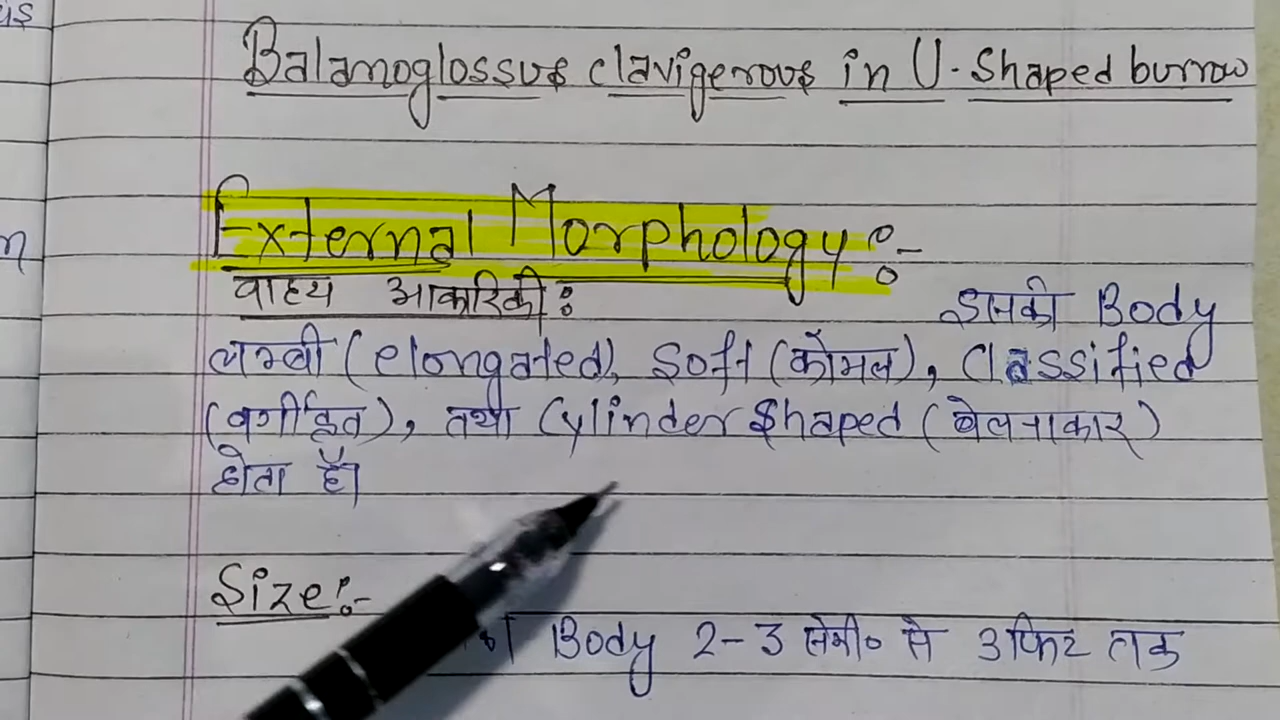 Balanoglossus clavigerous in U-Shaped burrow
External Morphology :-
वाह्य आकारिकी :
इसकी Body
लम्बी (elongated), Soft (कोमल), Classified
(वर्गीकृत), तथा Cylinder Shaped (बेलनाकार)
होता है।
Size :-
Body 2-3 सेमी० से 3 फिट तक